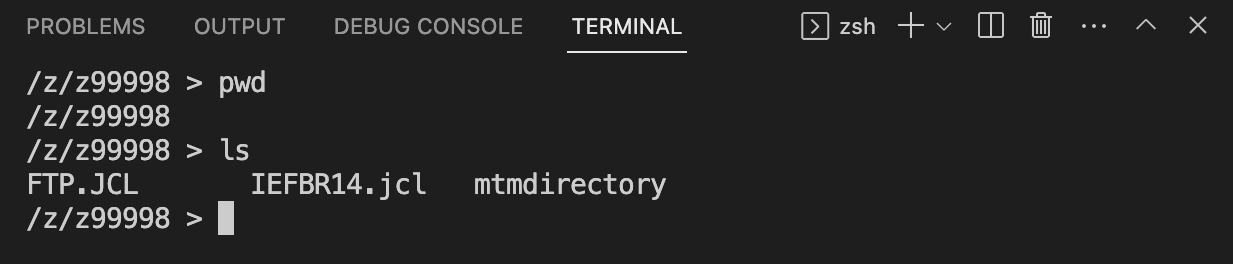 PROBLEMS OUTPUT DEBUG CONSOLE TERMINAL zsh
/z/z99998 > pwd
/z/z99998
/z/z99998 > ls
FTP.JCL IEFBR14.jcl mtmdirectory
/z/z99998 >